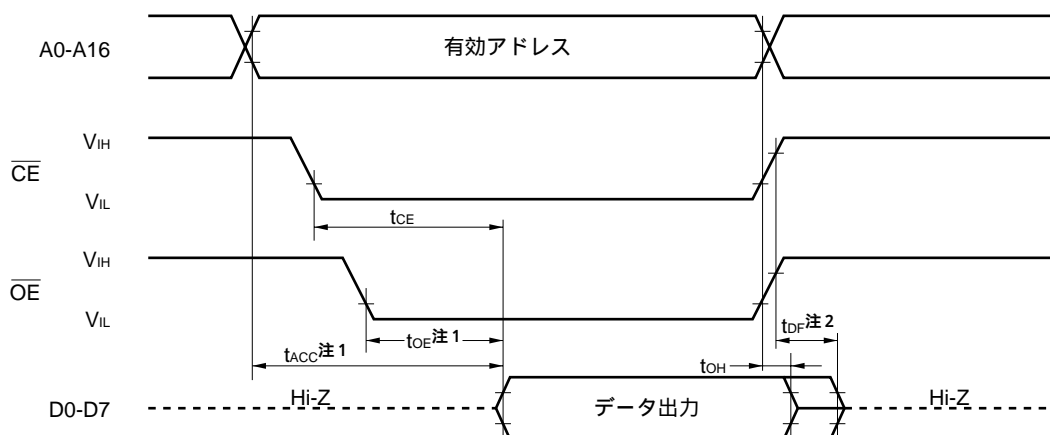 A0-A16
有効アドレス
VIH
CE
VIL
tCE
VIH
OE
VIL
tOE注1
tDF注2
tACC注1
tOH
Hi-Z
Hi-Z
D0-D7
データ出力